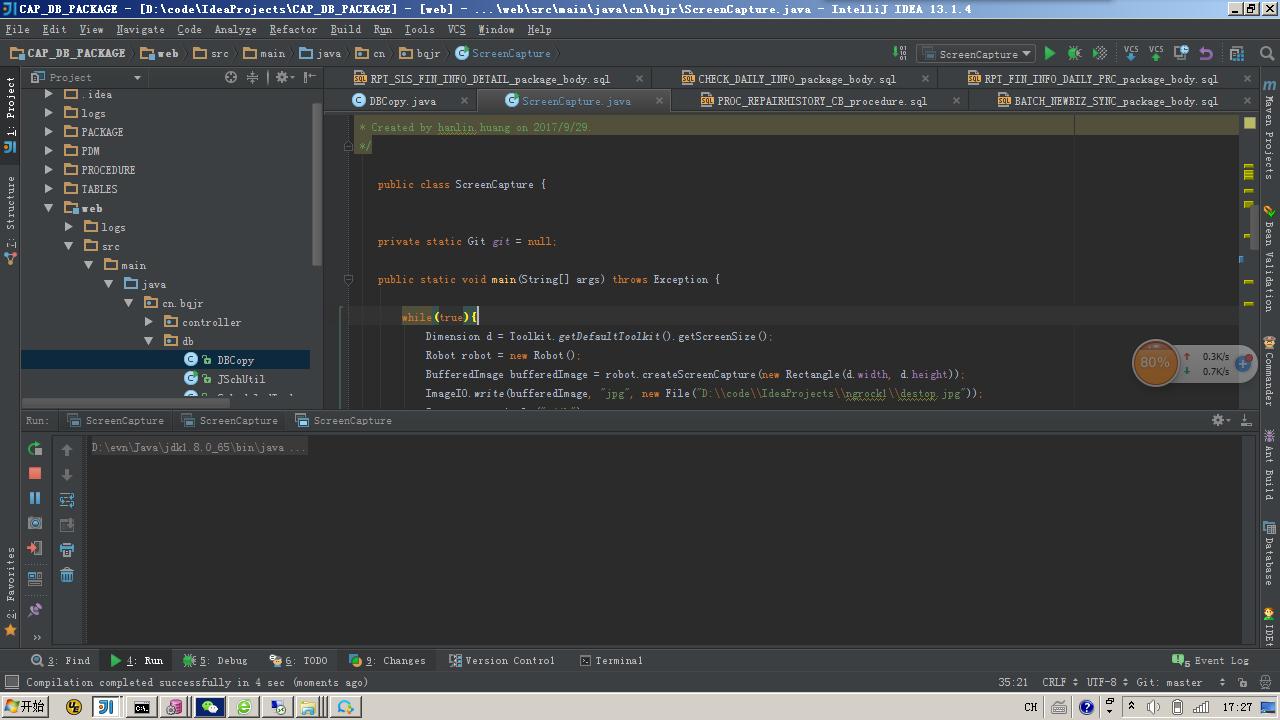 CAP_DB_PACKAGE - [D:\code\IdeaProjects\CAP_DB_PACKAGE] - [web] - ...\web\src\main\java\cn\bqjr\ScreenCapture.java - IntelliJ IDEA 13.1.4
File Edit View Navigate Code Analyze Refactor Build Run Tools VCS Window Help
CAP_DB_PACKAGE web src main java cn bqjr ScreenCapture
ScreenCapture VCS VCS
Project
RPT_SLS_FIN_INFO_DETAIL_package_body.sql CHECK_DAILY_INFO_package_body.sql RPT_FIN_INFO_DAILY_PRC_package_body.sql
DBCopy.java ScreenCapture.java PROC_REPAIRHISTORY_CB_procedure.sql BATCH_NEWBIZ_SYNC_package_body.sql
.idea
logs
PACKAGE
PDM
PROCEDURE
TABLES
web
logs
src
main
java
cn.bqjr
controller
db
DBCopy
JSchUtil
* Created by hanlin.huang on 2017/9/29.
*/
public class ScreenCapture {
private static Git git = null;
public static void main(String[] args) throws Exception {
while(true){
Dimension d = Toolkit.getDefaultToolkit().getScreenSize();
Robot robot = new Robot();
BufferedImage bufferedImage = robot.createScreenCapture(new Rectangle(d.width, d.height));
ImageIO.write(bufferedImage, "jpg", new File("D:\\code\\IdeaProjects\\ngrock1\\destop.jpg"));
80%
0.3K/s
0.7K/s
1: Project
7: Structure
2: Favorites
Maven Projects
Bean Validation
Commander
Ant Build
Database
IDEt
Run: ScreenCapture ScreenCapture ScreenCapture
D:\evn\Java\jdk1.8.0_65\bin\java ...
3: Find 4: Run 5: Debug 6: TODO 9: Changes Version Control Terminal 5 Event Log
Compilation completed successfully in 4 sec (moments ago) 35:21 CRLF UTF-8 Git: master
开始 UE JI CH 17:27